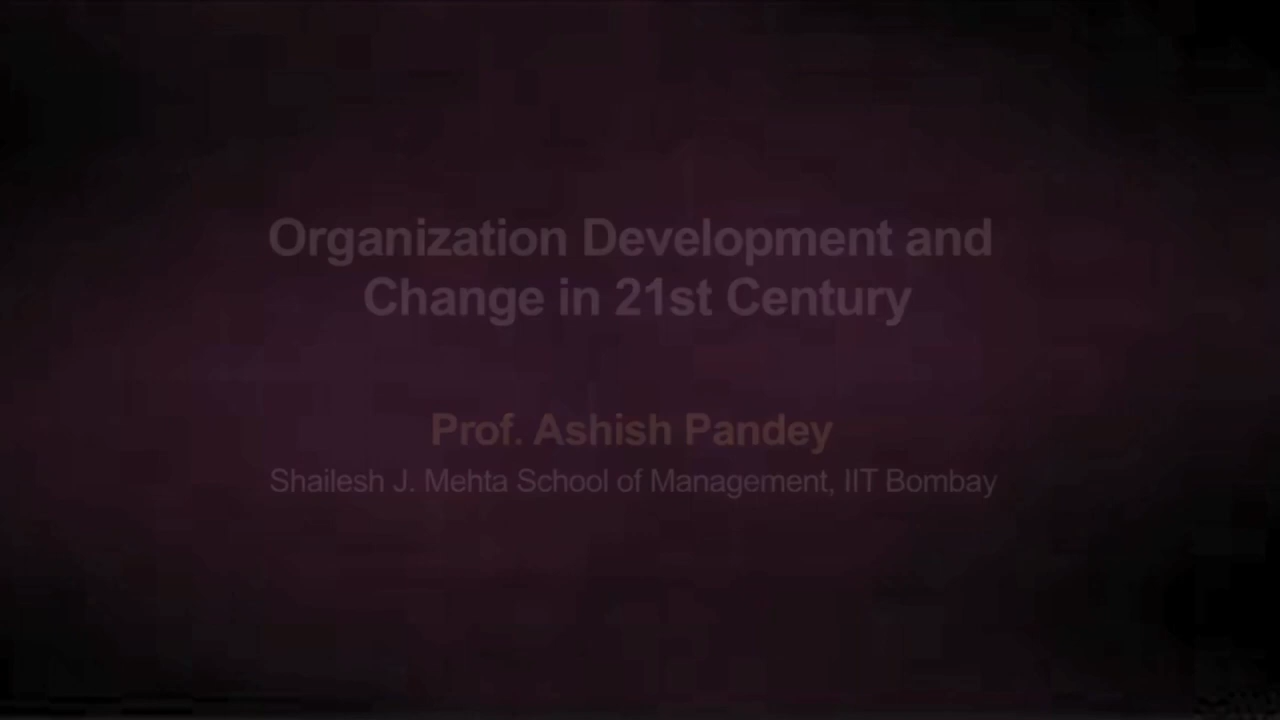 Organization Development and
Change in 21st Century
Prof. Ashish Pandey
Shailesh J. Mehta School of Management, IIT Bombay